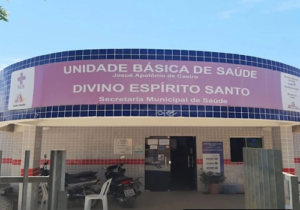 UNIDADE BÁSICA DE SAÚDE
Josué Apolônio de Castro
DIVINO ESPÍRITO SANTO
Secretaria Municipal de Saúde